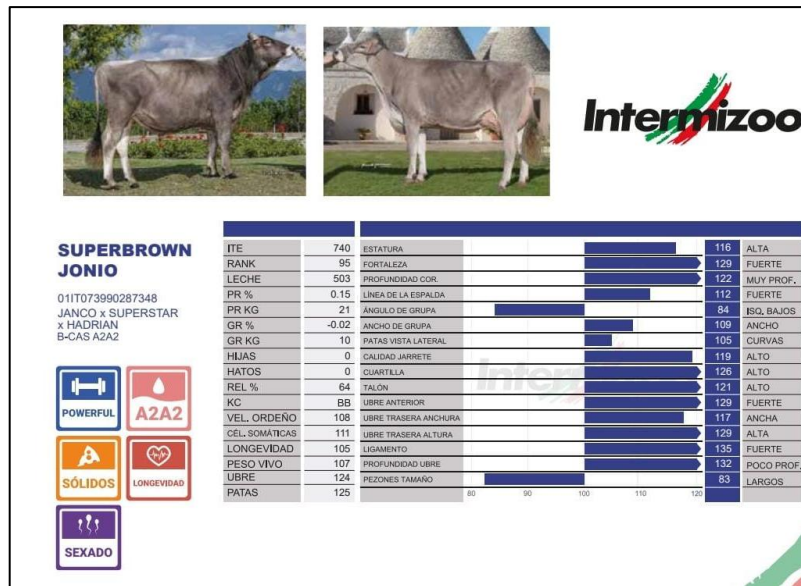 Intermizoo
SUPERBROWN
JONIO
01IT073990287348
JANCO x SUPERSTAR
x HADRIAN
B-CAS A2A2
POWERFUL
A2A2
SÓLIDOS
LONGEVIDAD
SEXADO
ITE 740
RANK 95
LECHE 503
PR % 0.15
PR KG 21
GR % -0.02
GR KG 10
HIJAS 0
HATOS 0
REL % 64
KC BB
VEL. ORDEÑO 108
CÉL. SOMÁTICAS 111
LONGEVIDAD 105
PESO VIVO 107
UBRE 124
PATAS 125
ESTATURA 116 ALTA
FORTALEZA 129 FUERTE
PROFUNDIDAD COR. 122 MUY PROF.
LÍNEA DE LA ESPALDA 112 FUERTE
ÁNGULO DE GRUPA 84 ISQ. BAJOS
ANCHO DE GRUPA 109 ANCHO
PATAS VISTA LATERAL 105 CURVAS
CALIDAD JARRETE 119 ALTO
CUARTILLA 126 ALTO
TALÓN 121 ALTO
UBRE ANTERIOR 129 FUERTE
UBRE TRASERA ANCHURA 117 ANCHA
UBRE TRASERA ALTURA 129 ALTA
LIGAMENTO 135 FUERTE
PROFUNDIDAD UBRE 132 POCO PROF.
PEZONES TAMAÑO 83 LARGOS
80 90 100 110 120